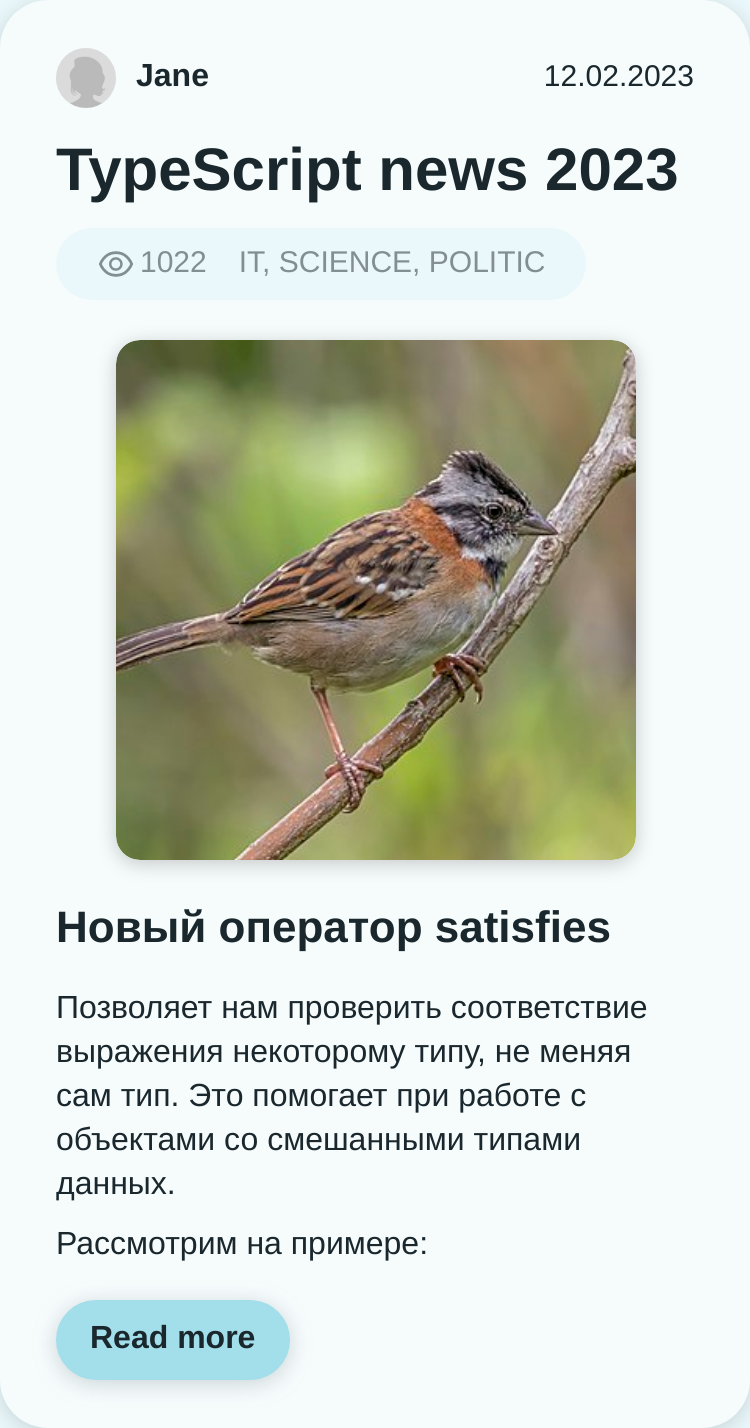 Jane
12.02.2023
TypeScript news 2023
1022 IT, SCIENCE, POLITIC
Новый оператор satisfies
Позволяет нам проверить соответствие
выражения некоторому типу, не меняя
сам тип. Это помогает при работе с
объектами со смешанными типами
данных.
Рассмотрим на примере:
Read more